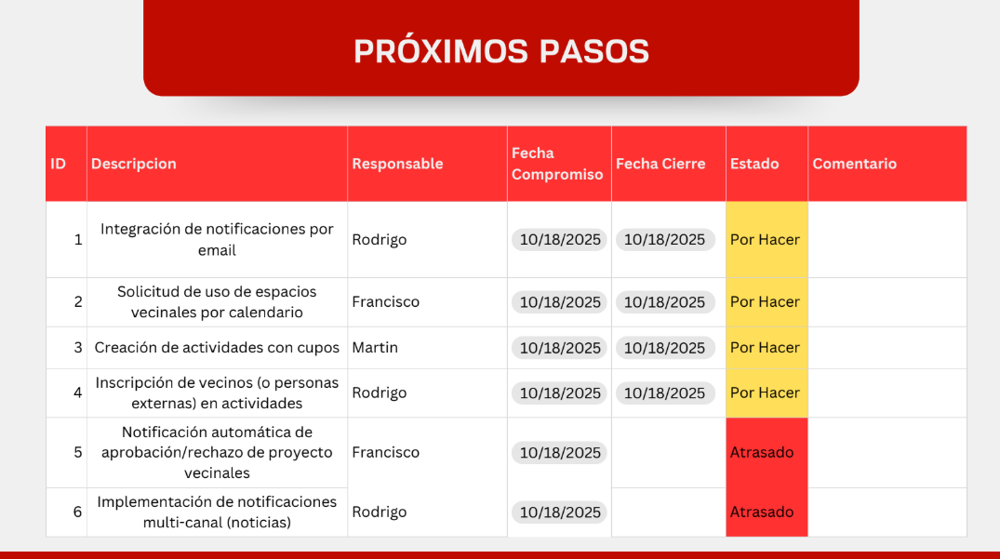 PRÓXIMOS PASOS
ID Descripcion Responsable Fecha Compromiso Fecha Cierre Estado Comentario
1 Integración de notificaciones por email Rodrigo 10/18/2025 10/18/2025 Por Hacer
2 Solicitud de uso de espacios vecinales por calendario Francisco 10/18/2025 10/18/2025 Por Hacer
3 Creación de actividades con cupos Martin 10/18/2025 10/18/2025 Por Hacer
4 Inscripción de vecinos (o personas externas) en actividades Rodrigo 10/18/2025 10/18/2025 Por Hacer
5 Notificación automática de aprobación/rechazo de proyecto vecinales Francisco 10/18/2025 Atrasado
6 Implementación de notificaciones multi-canal (noticias) Rodrigo 10/18/2025 Atrasado